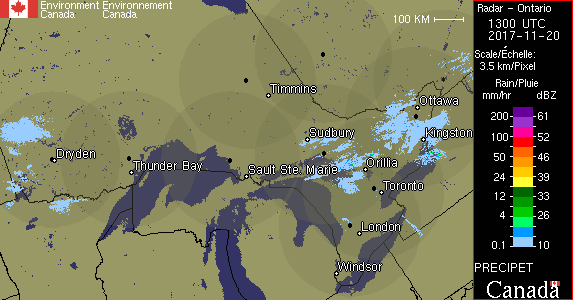 Environment Environnement
Canada Canada
100 KM
Timmins
Ottawa
Sudbury
Kingston
Dryden
Thunder Bay
Sault Ste. Marie
Orillia
Toronto
London
Windsor
Radar - Ontario
1300 UTC
2017-11-20
Scale/Échelle:
3.5 km/Pixel
Rain/Pluie
mm/hr dBZ
200 61
100 52
50 46
24 39
12 33
4 26
0.1 10
PRECIPET
Canada